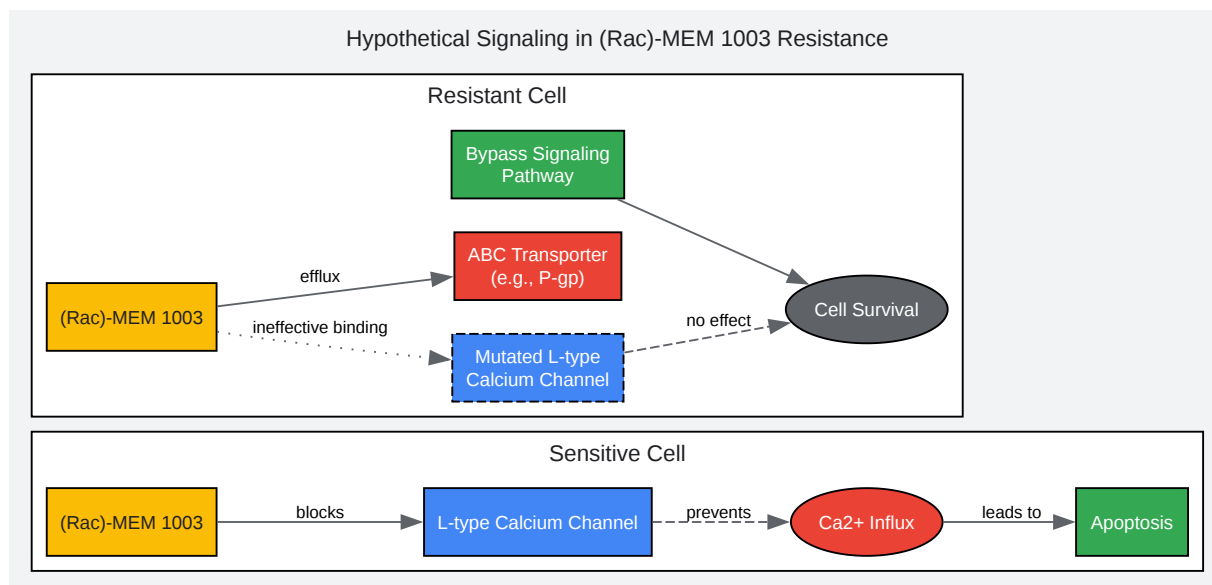 Hypothetical Signaling in (Rac)-MEM 1003 Resistance
Resistant Cell
Bypass Signaling
Pathway
ABC Transporter
(e.g., P-gp)
efflux
(Rac)-MEM 1003
ineffective binding
Mutated L-type
Calcium Channel
no effect
Cell Survival
Sensitive Cell
(Rac)-MEM 1003
blocks
L-type Calcium Channel
prevents
Ca2+ Influx
leads to
Apoptosis